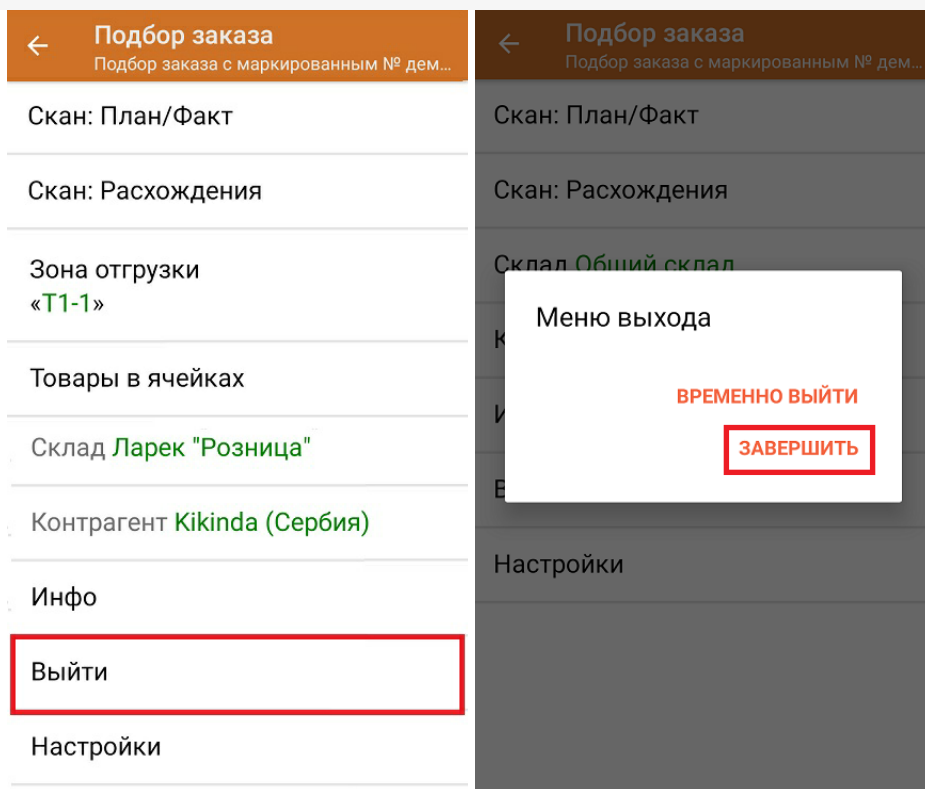 Подбор заказа
Подбор заказа с маркированным № дем...
Скан: План/Факт
Скан: Расхождения
Зона отгрузки
«Т1-1»
Товары в ячейках
Склад Ларек "Розница"
Контрагент Kikinda (Сербия)
Инфо
Выйти
Настройки
Подбор заказа
Подбор заказа с маркированным № дем...
Скан: План/Факт
Скан: Расхождения
Склад Общий склад
Меню выхода
ВРЕМЕННО ВЫЙТИ
ЗАВЕРШИТЬ
Настройки